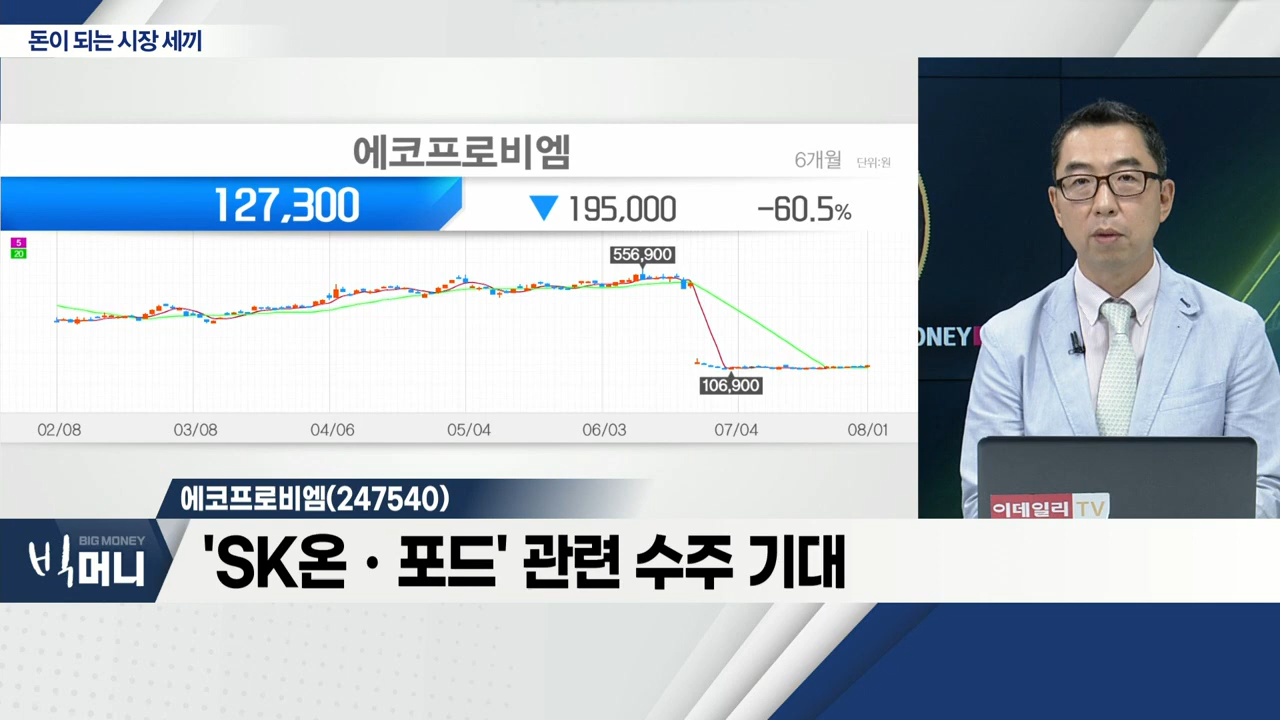 돈이 되는 시장 세끼
에코프로비엠
6개월 단위:원
127,300 ▼ 195,000 -60.5%
5
20
556,900
106,900
02/08 03/08 04/06 05/04 06/03 07/04 08/01
ONEY
이데일리 TV
에코프로비엠(247540)
BIG MONEY
빅머니
'SK온·포드' 관련 수주 기대